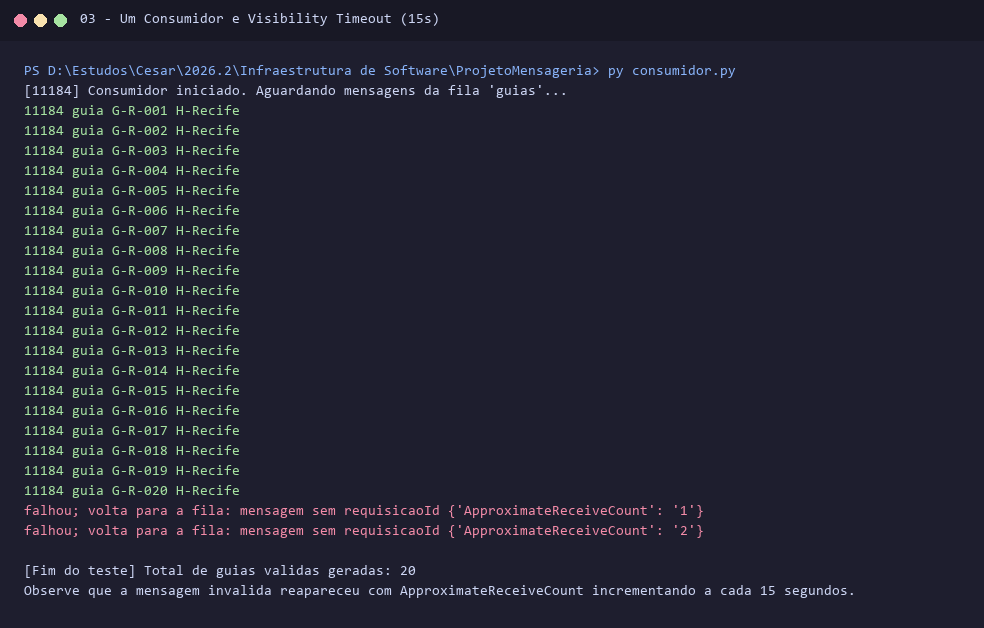 03 - Um Consumidor e Visibility Timeout (15s)
PS D:\Estudos\Cesar\2026.2\Infraestrutura de Software\ProjetoMensageria> py consumidor.py
[11184] Consumidor iniciado. Aguardando mensagens da fila 'guias'...
11184 guia G-R-001 H-Recife
11184 guia G-R-002 H-Recife
11184 guia G-R-003 H-Recife
11184 guia G-R-004 H-Recife
11184 guia G-R-005 H-Recife
11184 guia G-R-006 H-Recife
11184 guia G-R-007 H-Recife
11184 guia G-R-008 H-Recife
11184 guia G-R-009 H-Recife
11184 guia G-R-010 H-Recife
11184 guia G-R-011 H-Recife
11184 guia G-R-012 H-Recife
11184 guia G-R-013 H-Recife
11184 guia G-R-014 H-Recife
11184 guia G-R-015 H-Recife
11184 guia G-R-016 H-Recife
11184 guia G-R-017 H-Recife
11184 guia G-R-018 H-Recife
11184 guia G-R-019 H-Recife
11184 guia G-R-020 H-Recife
falhou; volta para a fila: mensagem sem requisicaoId {'ApproximateReceiveCount': '1'}
falhou; volta para a fila: mensagem sem requisicaoId {'ApproximateReceiveCount': '2'}
[Fim do teste] Total de guias validas geradas: 20
Observe que a mensagem invalida reapareceu com ApproximateReceiveCount incrementando a cada 15 segundos.